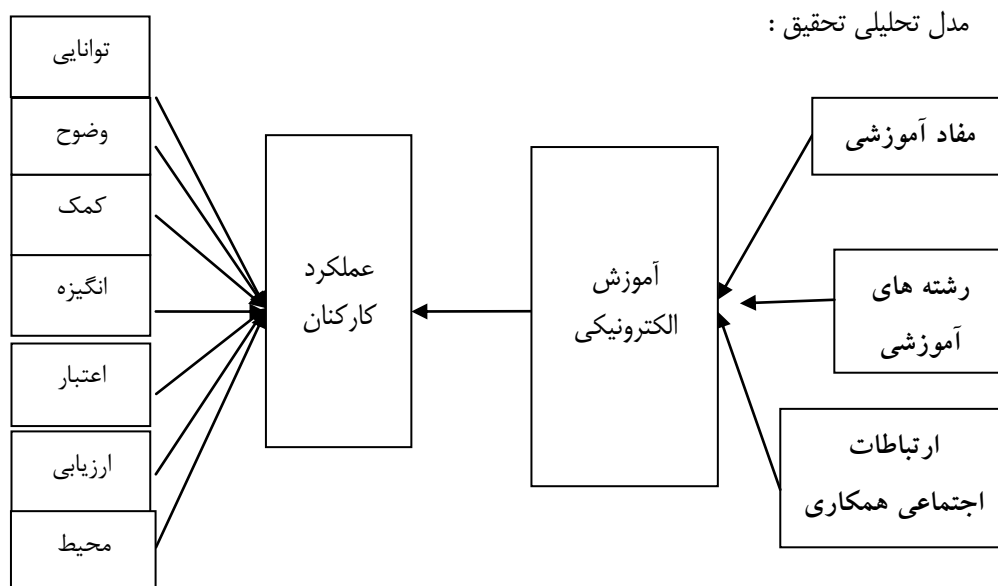 مدل تحلیلی تحقیق :
مفاد آموزشی
رشته های
آموزشی
ارتباطات
اجتماعی همکاری
آموزش
الکترونیکی
عملکرد
کارکنان
توانایی
وضوح
کمک
انگیزه
اعتبار
ارزیابی
محیط